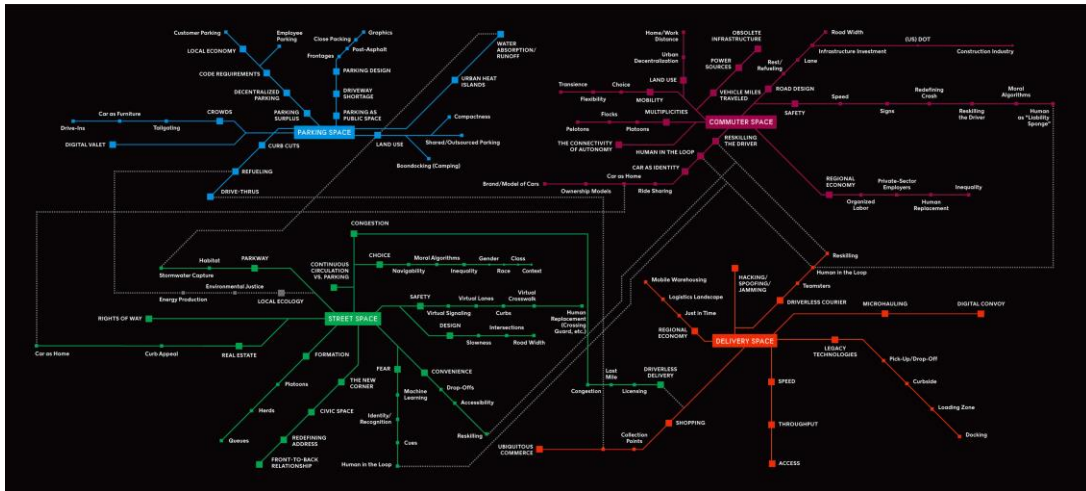 Customer Parking
Employee
Parking
LOCAL ECONOMY
CODE REQUIREMENTS
DECENTRALIZED
PARKING
PARKING
SURPLUS
Graphics
Close Packing
Post-Asphalt
Frontages
PARKING DESIGN
DRIVEWAY
SHORTAGE
PARKING AS
PUBLIC SPACE
WATER
ABSORPTION/
RUNOFF
URBAN HEAT
ISLANDS
Car as Furniture
Drive-Ins
Tailgating
CROWDS
DIGITAL VALET
PARKING SPACE
LAND USE
Compactness
Shared/Outsourced Parking
Boondocking (Camping)
CURB CUTS
REFUELING
DRIVE-THRUS
Home/Work
Distance
Urban
Decentralization
LAND USE
OBSOLETE
INFRASTRUCTURE
POWER
SOURCES
VEHICLE MILES
TRAVELED
Road Width
Infrastructure Investment
(US) DOT
Construction Industry
Lane
Rest/
Refueling
ROAD DESIGN
Transience
Choice
Flexibility
MOBILITY
MULTIPLICITIES
Flocks
Pelotons
Platoons
THE CONNECTIVITY
OF AUTONOMY
COMMUTER SPACE
SAFETY
Speed
Signs
Redefining
Crash
Reskilling
the Driver
Moral
Algorithms
Human
as "Liability
Sponge"
RESKILLING
THE DRIVER
HUMAN IN THE LOOP
CAR AS IDENTITY
Car as Home
Brand/Model of Cars
Ownership Models
Ride Sharing
REGIONAL
ECONOMY
Private-Sector
Employers
Inequality
Organized
Labor
Human
Replacement
CONGESTION
CONTINUOUS
CIRCULATION
VS. PARKING
CHOICE
Moral Algorithms
Gender
Class
Navigability
Inequality
Race
Context
PARKWAY
Habitat
Stormwater Capture
Environmental Justice
Energy Production
LOCAL ECOLOGY
RIGHTS OF WAY
STREET SPACE
SAFETY
Virtual Lanes
Virtual
Crosswalk
Virtual Signaling
Curbs
Human
Replacement
(Crossing
Guard, etc.)
DESIGN
Intersections
Slowness
Road Width
Car as Home
Curb Appeal
REAL ESTATE
FORMATION
Platoons
Herds
Queues
THE NEW
CORNER
CIVIC SPACE
REDEFINING
ADDRESS
FRONT-TO-BACK
RELATIONSHIP
FEAR
Machine
Learning
Identity/
Recognition
Cues
Human in the Loop
CONVENIENCE
Drop-Offs
Accessibility
Reskilling
Reskilling
Human in the Loop
Teamsters
DRIVERLESS COURIER
HACKING/
SPOOFING/
JAMMING
Mobile Warehousing
Logistics Landscape
Just in Time
REGIONAL
ECONOMY
MICROHAULING
DIGITAL CONVOY
DELIVERY SPACE
LEGACY
TECHNOLOGIES
Pick-Up/Drop-Off
Curbside
Loading Zone
Docking
SPEED
THROUGHPUT
ACCESS
Last
Mile
DRIVERLESS
DELIVERY
Congestion
Licensing
SHOPPING
Collection
Points
UBIQUITOUS
COMMERCE